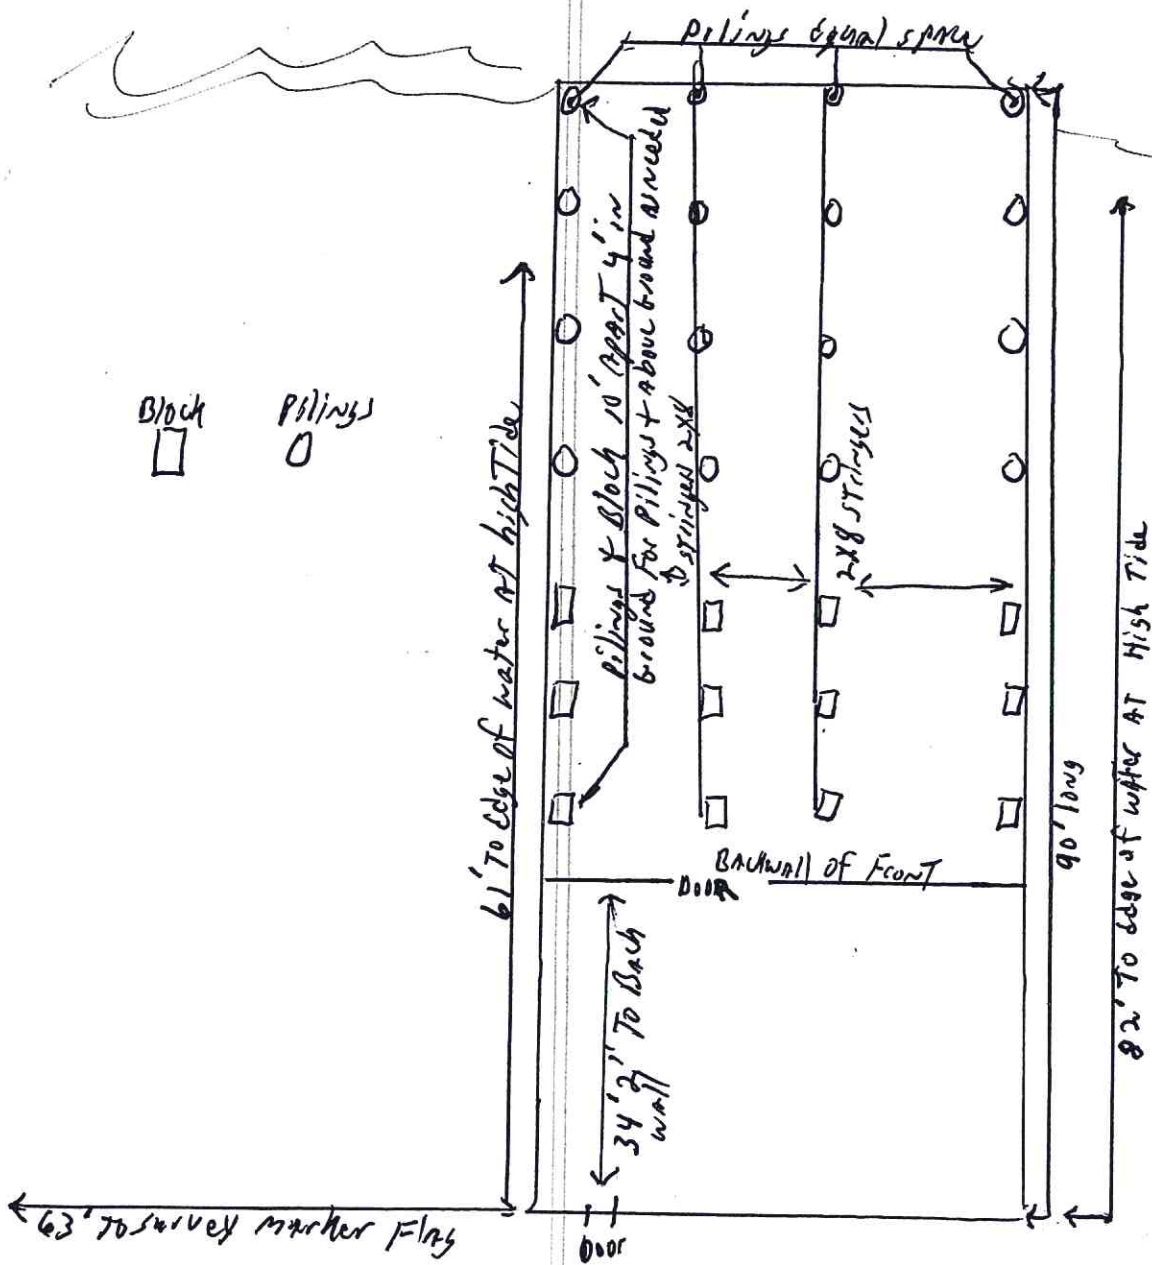 Pilings Equal space
Block
Pilings
Pilings + Block 10' Apart 4' in
Ground For Pilings + Above Ground As needed
Stringers 2x8
2x8 Stringers
61' To Edge of water AT high Tide
82' To edge of water AT High Tide
90' long
BAckwAll of Front
DOOR
34' 2" To BAck
wAll
63' To survey mArker FlAg
DOOR